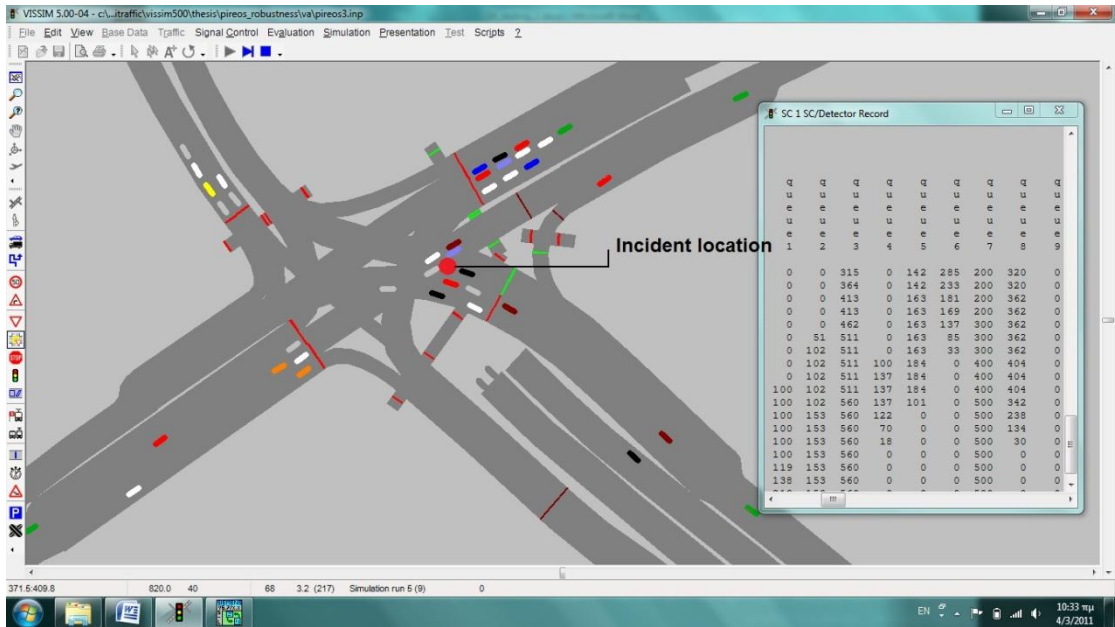 VISSIM 5.00-04 - c:\...itraffic\vissim500\thesis\pireos_robustness\va\pireos3.inp
File Edit View Base Data Traffic Signal Control Evaluation Simulation Presentation Test Scripts ?
SC 1 SC/Detector Record
q q q q q q q q q
u u u u u u u u u
e e e e e e e e e
u u u u u u u u u
e e e e e e e e e
1 2 3 4 5 6 7 8 9
0 0 315 0 142 285 200 320 0
0 0 364 0 142 233 200 320 0
0 0 413 0 163 181 200 362 0
0 0 413 0 163 169 200 362 0
0 0 462 0 163 137 300 362 0
0 51 511 0 163 85 300 362 0
0 102 511 0 163 33 300 362 0
0 102 511 100 184 0 400 404 0
0 102 511 137 184 0 400 404 0
100 102 511 137 184 0 400 404 0
100 102 560 137 101 0 500 342 0
100 153 560 122 0 0 500 238 0
100 153 560 70 0 0 500 134 0
100 153 560 18 0 0 500 30 0
100 153 560 0 0 0 500 0 0
119 153 560 0 0 0 500 0 0
138 153 560 0 0 0 500 0 0
Incident location
50
STOP
P
371.6:409.8 820.0 40 68 3.2 (217) Simulation run 5 (9) 0
EN
10:33 πμ
4/3/2011